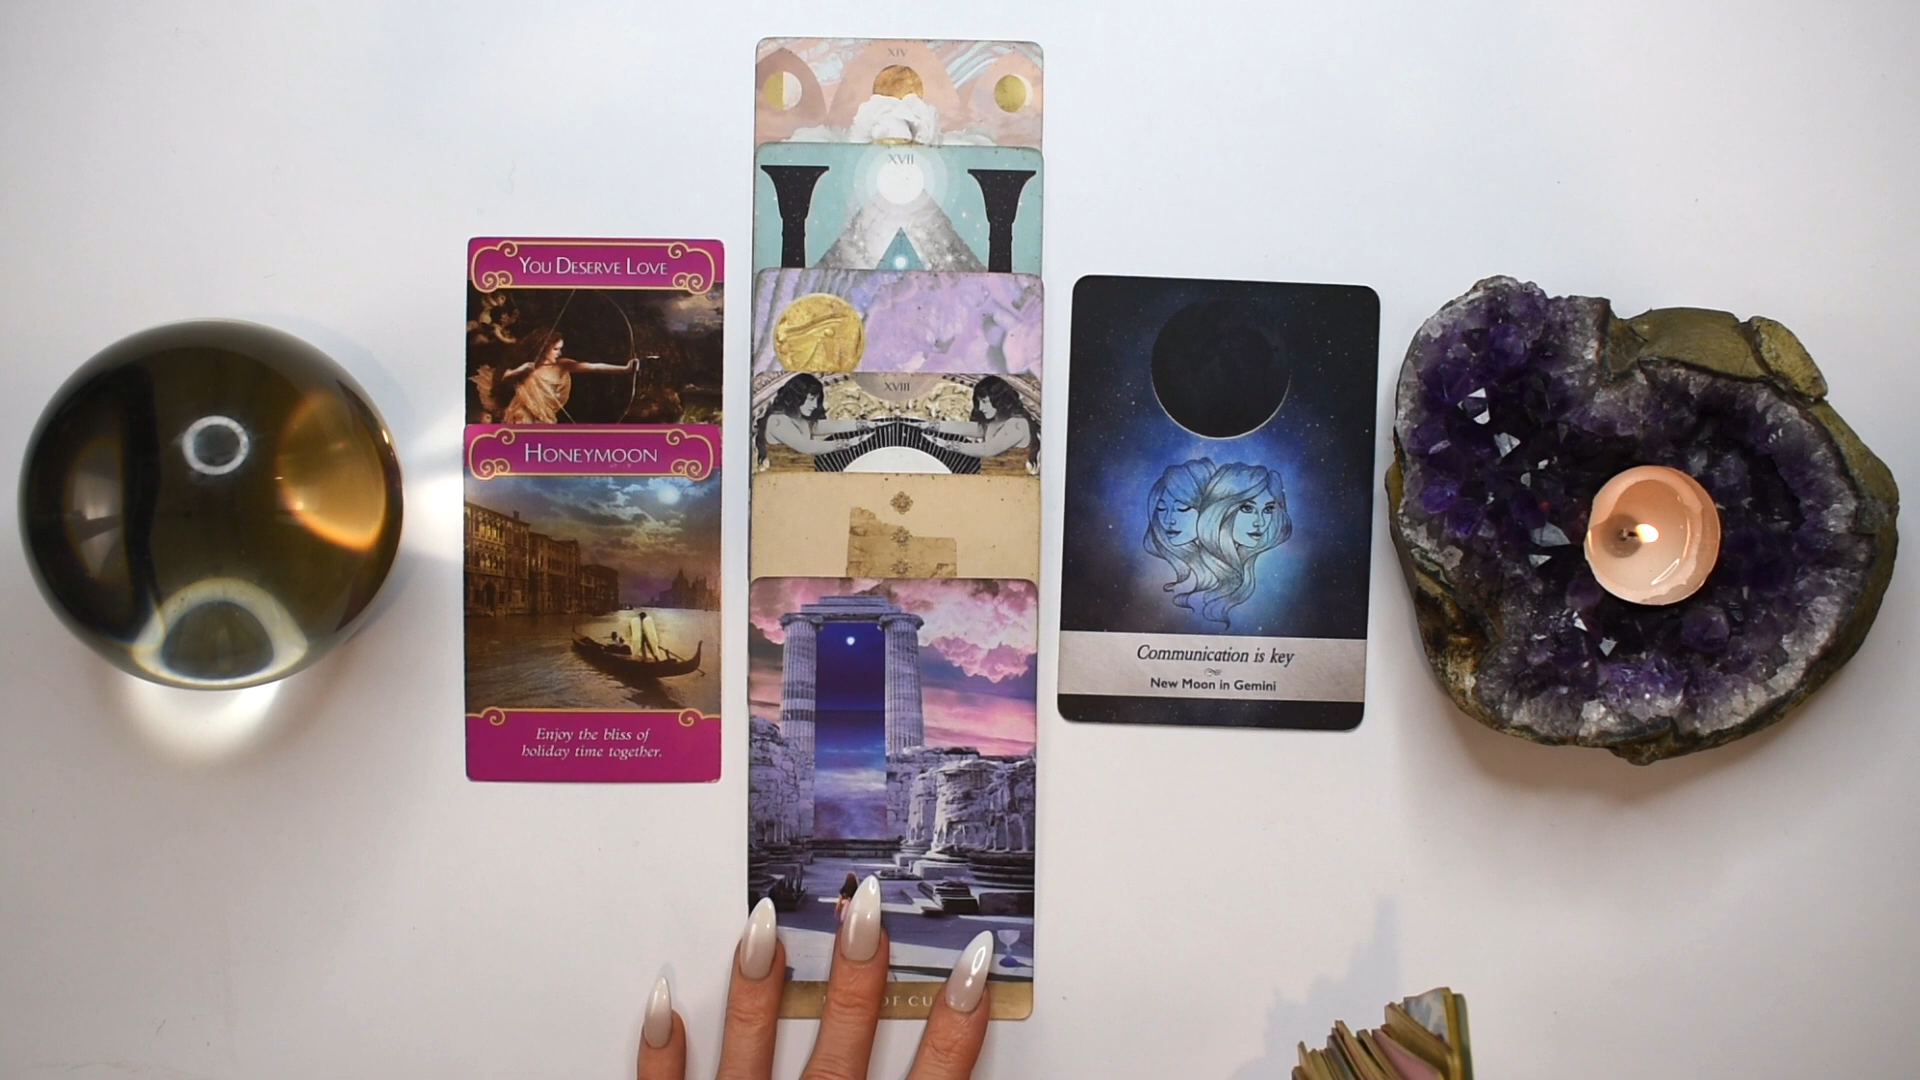 YOU DESERVE LOVE
HONEYMOON
Enjoy the bliss of
holiday time together.
XIV
XVII
XVIII
OF
Communication is key
New Moon in Gemini